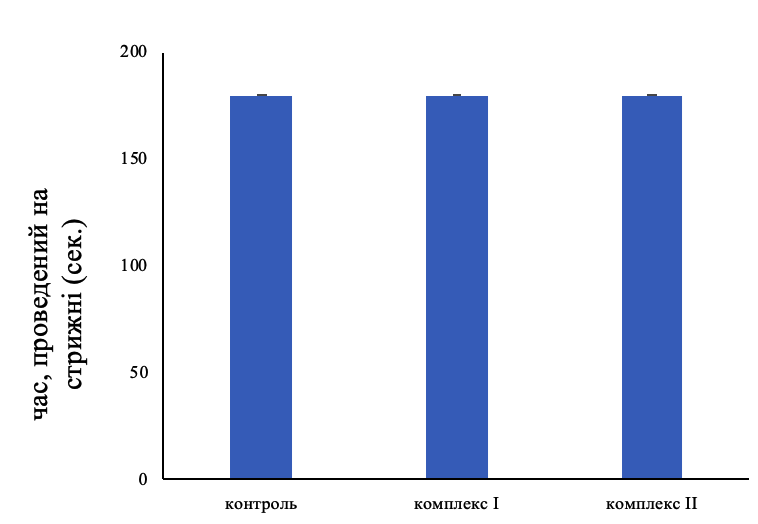 200
150
100
50
0
час, проведений на
стрижні (сек.)
контроль
комплекс I
комплекс II